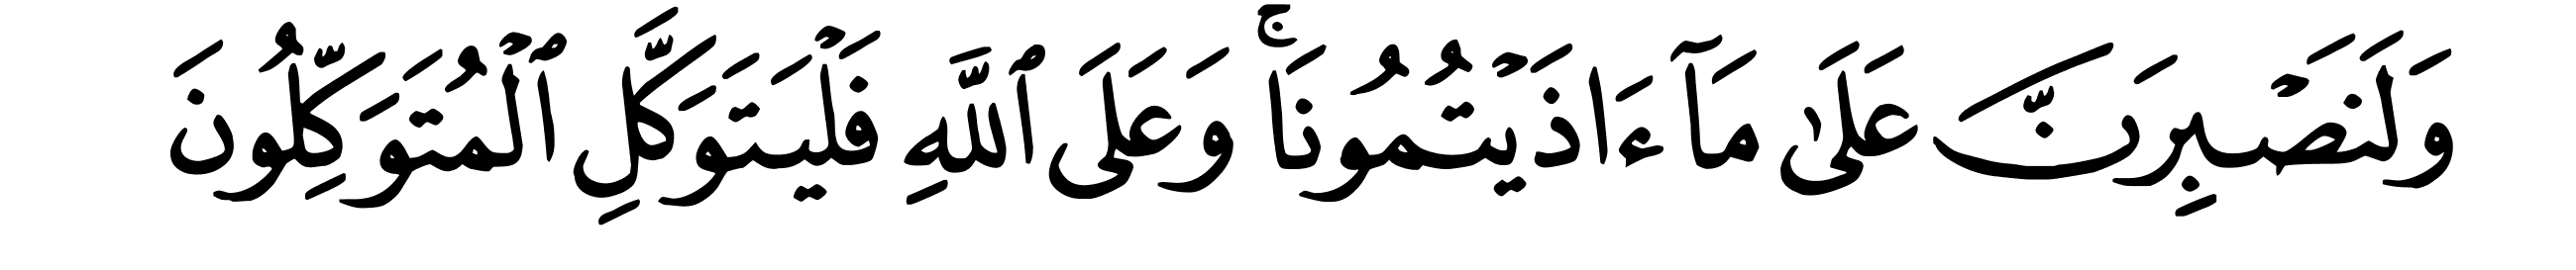 وَلَنَصْبِرَنَّ عَلَىٰ مَآ ءَاذَيْتُمُونَاۚ وَعَلَى ٱللَّهِ فَلْيَتَوَكَّلِ ٱلْمُتَوَكِّلُونَ